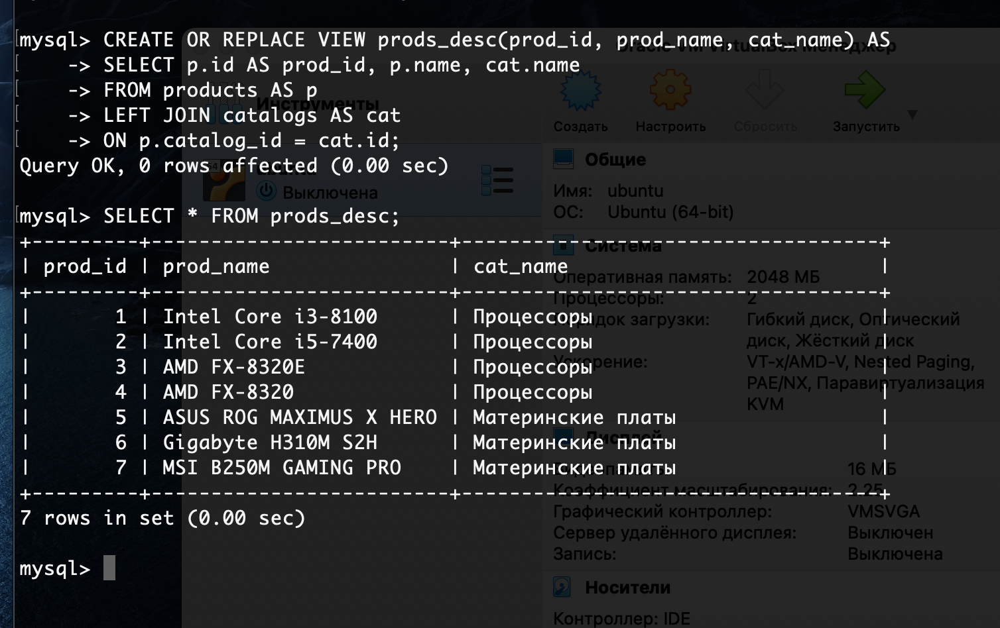 mysql> CREATE OR REPLACE VIEW prods_desc(prod_id, prod_name, cat_name) AS
    -> SELECT p.id AS prod_id, p.name, cat.name
    -> FROM products AS p
    -> LEFT JOIN catalogs AS cat
    -> ON p.catalog_id = cat.id;
Query OK, 0 rows affected (0.00 sec)
mysql> SELECT * FROM prods_desc;
+---------+-------------------------+-----------------------------------+
| prod_id | prod_name               | cat_name                          |
+---------+-------------------------+-----------------------------------+
|       1 | Intel Core i3-8100      | Процессоры                        |
|       2 | Intel Core i5-7400      | Процессоры                        |
|       3 | AMD FX-8320E            | Процессоры                        |
|       4 | AMD FX-8320             | Процессоры                        |
|       5 | ASUS ROG MAXIMUS X HERO | Материнские платы                 |
|       6 | Gigabyte H310M S2H      | Материнские платы                 |
|       7 | MSI B250M GAMING PRO    | Материнские платы                 |
+---------+-------------------------+-----------------------------------+
7 rows in set (0.00 sec)
mysql>
Oracle VM VirtualBox Менеджер
Инструменты
Создать Настроить Сбросить Запустить
64
ubuntu
Выключена
Общие
Имя: ubuntu
ОС: Ubuntu (64-bit)
Система
Оперативная память: 2048 МБ
Процессоры: 2
Порядок загрузки: Гибкий диск, Оптический
диск, Жёсткий диск
Ускорение: VT-x/AMD-V, Nested Paging,
PAE/NX, Паравиртуализация
KVM
Дисплей
16 МБ
Коэффициент масштабирования: 2.25
Графический контроллер: VMSVGA
Сервер удалённого дисплея: Выключен
Запись: Выключена
Носители
Контроллер: IDE